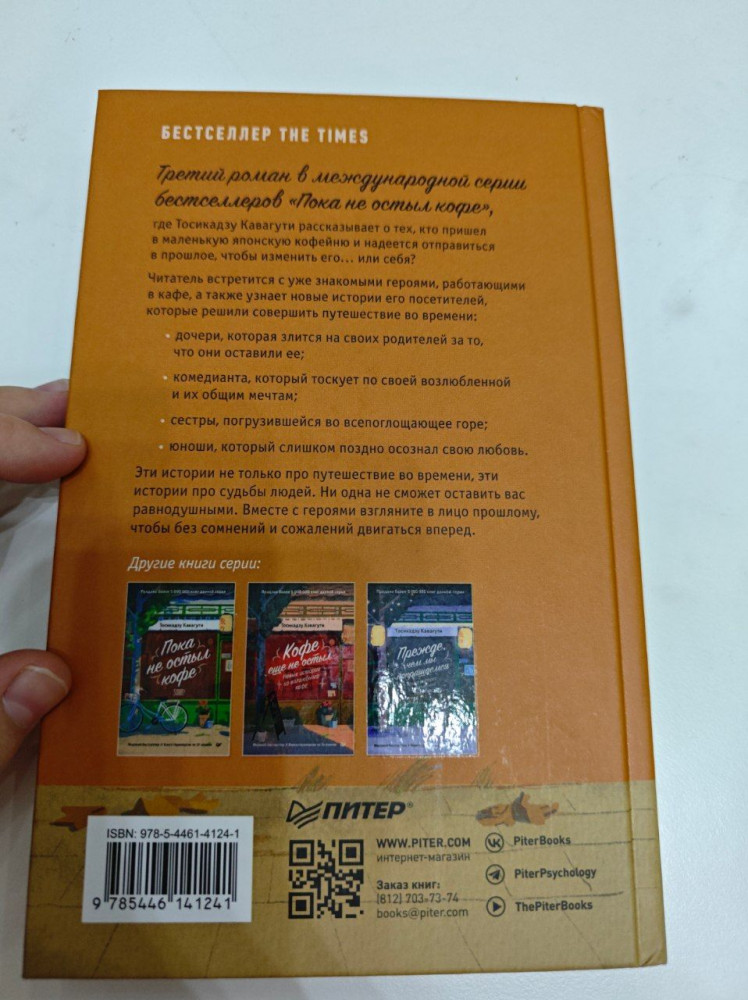 БЕСТСЕЛЛЕР THE TIMES
Третий роман в международной серии
бестселлеров «Пока не остыл кофе»,
где Тосикадзу Кавагути рассказывает о тех, кто пришел
в маленькую японскую кофейню и надеется отправиться
в прошлое, чтобы изменить его... или себя?
Читатель встретится с уже знакомыми героями, работающими
в кафе, а также узнает новые истории его посетителей,
которые решили совершить путешествие во времени:
• дочери, которая злится на своих родителей за то,
что они оставили ее;
• комедианта, который тоскует по своей возлюбленной
и их общим мечтам;
• сестры, погрузившейся во всепоглощающее горе;
• юноши, который слишком поздно осознал свою любовь.
Эти истории не только про путешествие во времени, эти
истории про судьбы людей. Ни одна не сможет оставить вас
равнодушными. Вместе с героями взгляните в лицо прошлому,
чтобы без сомнений и сожалений двигаться вперед.
Другие книги серии:
Тосикадзу Кавагути
Пока
не остыл
кофе
Тосикадзу Кавагути
Кофе
еще не остыл
Тосикадзу Кавагути
Прежде
чем мы
ПИТЕР®
ISBN: 978-5-4461-4124-1
9 785446 141241
WWW.PITER.COM
интернет-магазин
Заказ книг:
(812) 703-73-74
books@piter.com
PiterBooks
PiterPsychology
ThePiterBooks